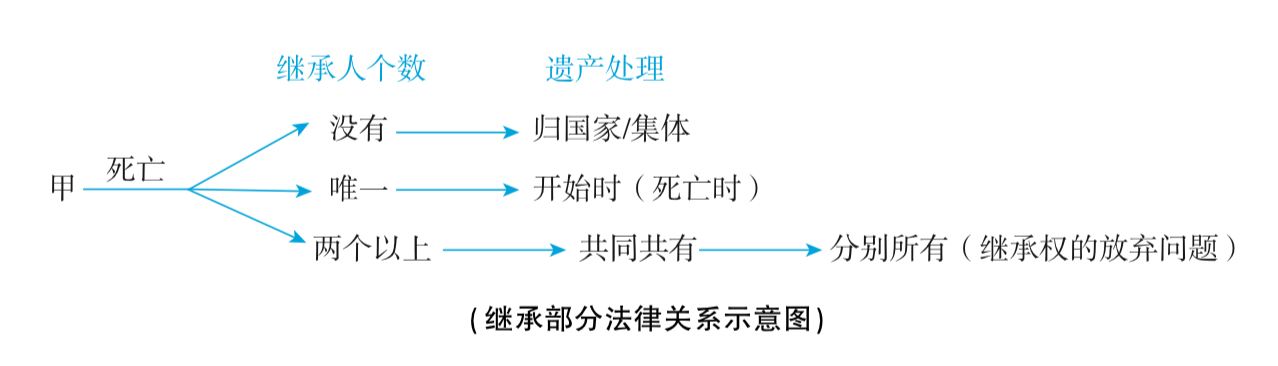 继承人个数 遗产处理
没有 归国家/集体
甲 死亡 唯一 开始时（死亡时）
两个以上 共同共有 分别所有（继承权的放弃问题）
(继承部分法律关系示意图)